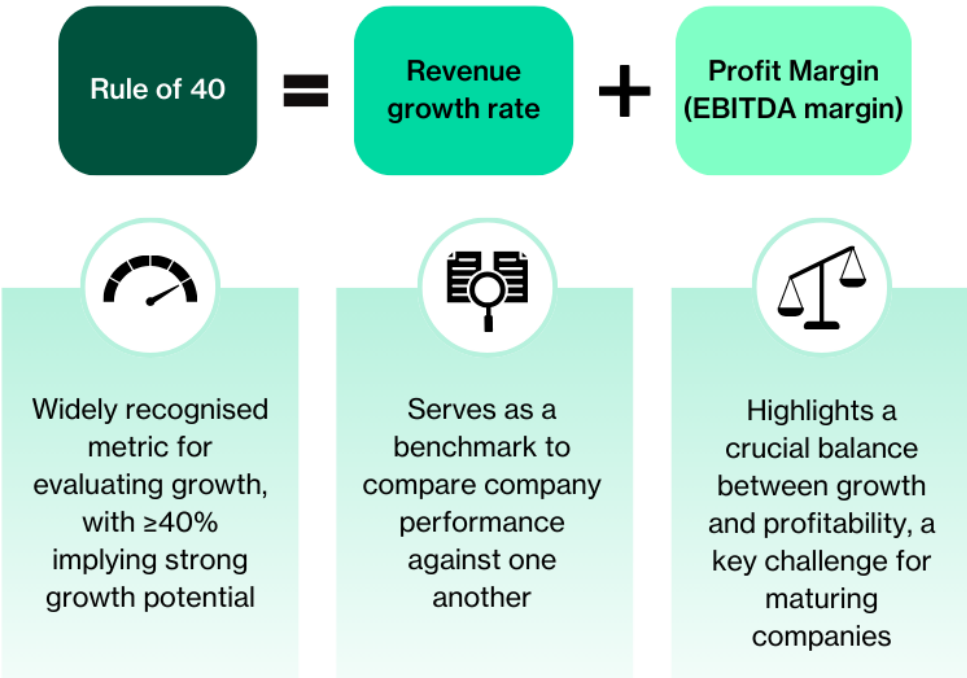 Rule of 40
=
Revenue
growth rate
+
Profit Margin
(EBITDA margin)
Widely recognised
metric for
evaluating growth,
with ≥40%
implying strong
growth potential
Serves as a
benchmark to
compare company
performance
against one
another
Highlights a
crucial balance
between growth
and profitability, a
key challenge for
maturing
companies